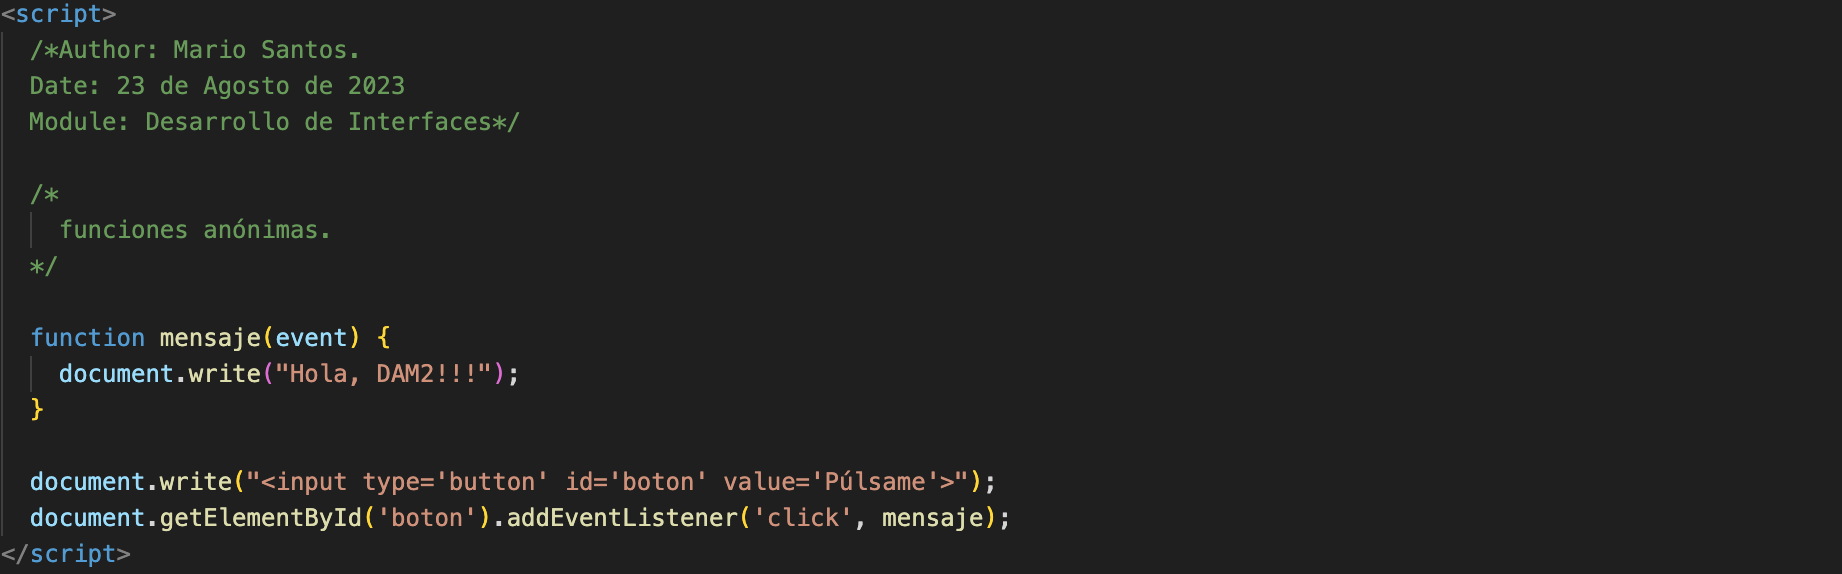 <script>
/*Author: Mario Santos.
Date: 23 de Agosto de 2023
Module: Desarrollo de Interfaces*/
/*
funciones anónimas.
*/
function mensaje(event) {
document.write("Hola, DAM2!!!");
}
document.write("<input type='button' id='boton' value='Púlsame'>");
document.getElementById('boton').addEventListener('click', mensaje);
</script>